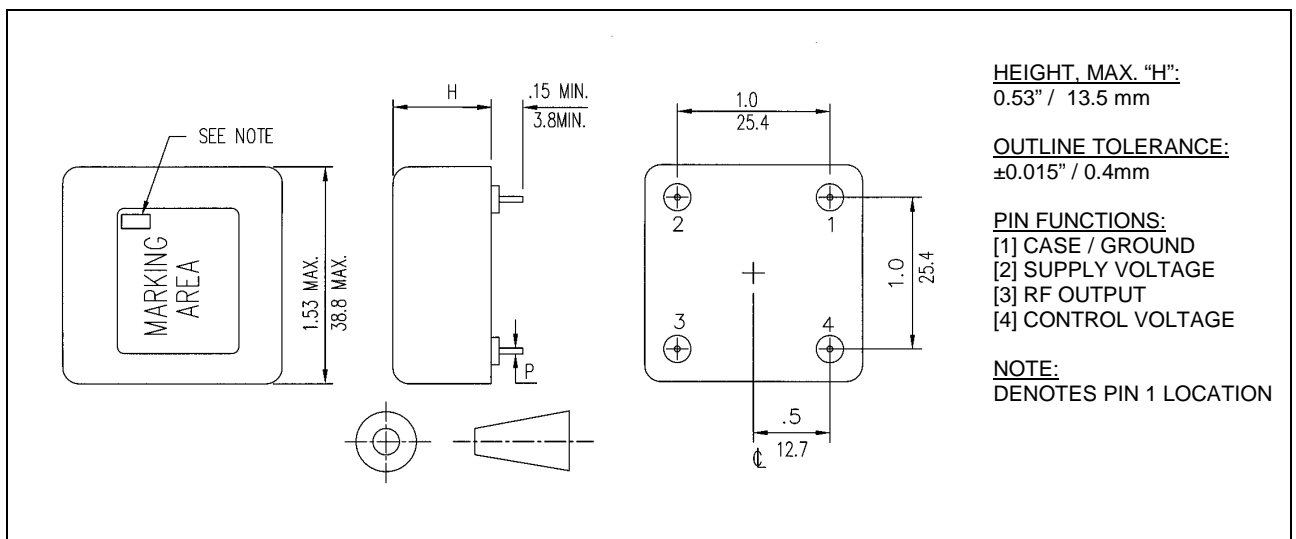 SEE NOTE
MARKING
AREA
1.53 MAX.
38.8 MAX.
H
.15 MIN.
3.8MIN.
P
1.0
25.4
2
1
3
4
1.0
25.4
.5
12.7
℄
HEIGHT, MAX. “H”:
0.53” / 13.5 mm
OUTLINE TOLERANCE:
±0.015” / 0.4mm
PIN FUNCTIONS:
[1] CASE / GROUND
[2] SUPPLY VOLTAGE
[3] RF OUTPUT
[4] CONTROL VOLTAGE
NOTE:
DENOTES PIN 1 LOCATION